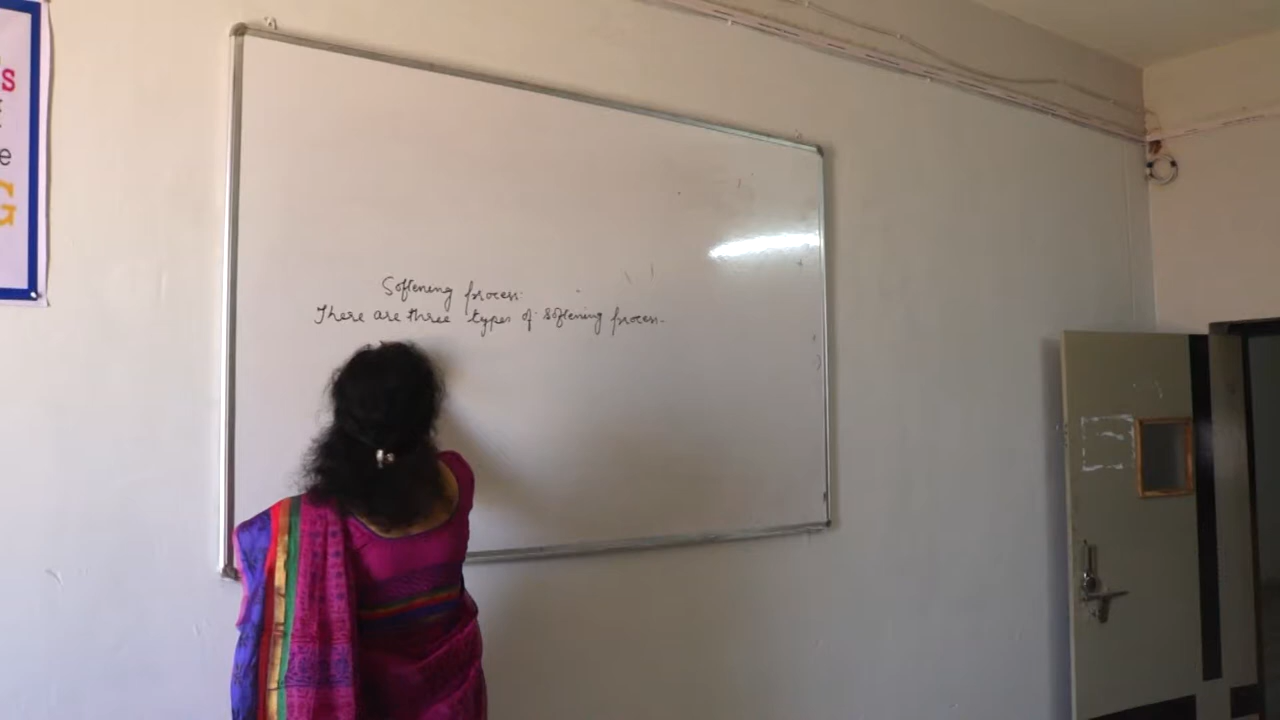 S
e
G
Softening process:
There are three types of softening process.